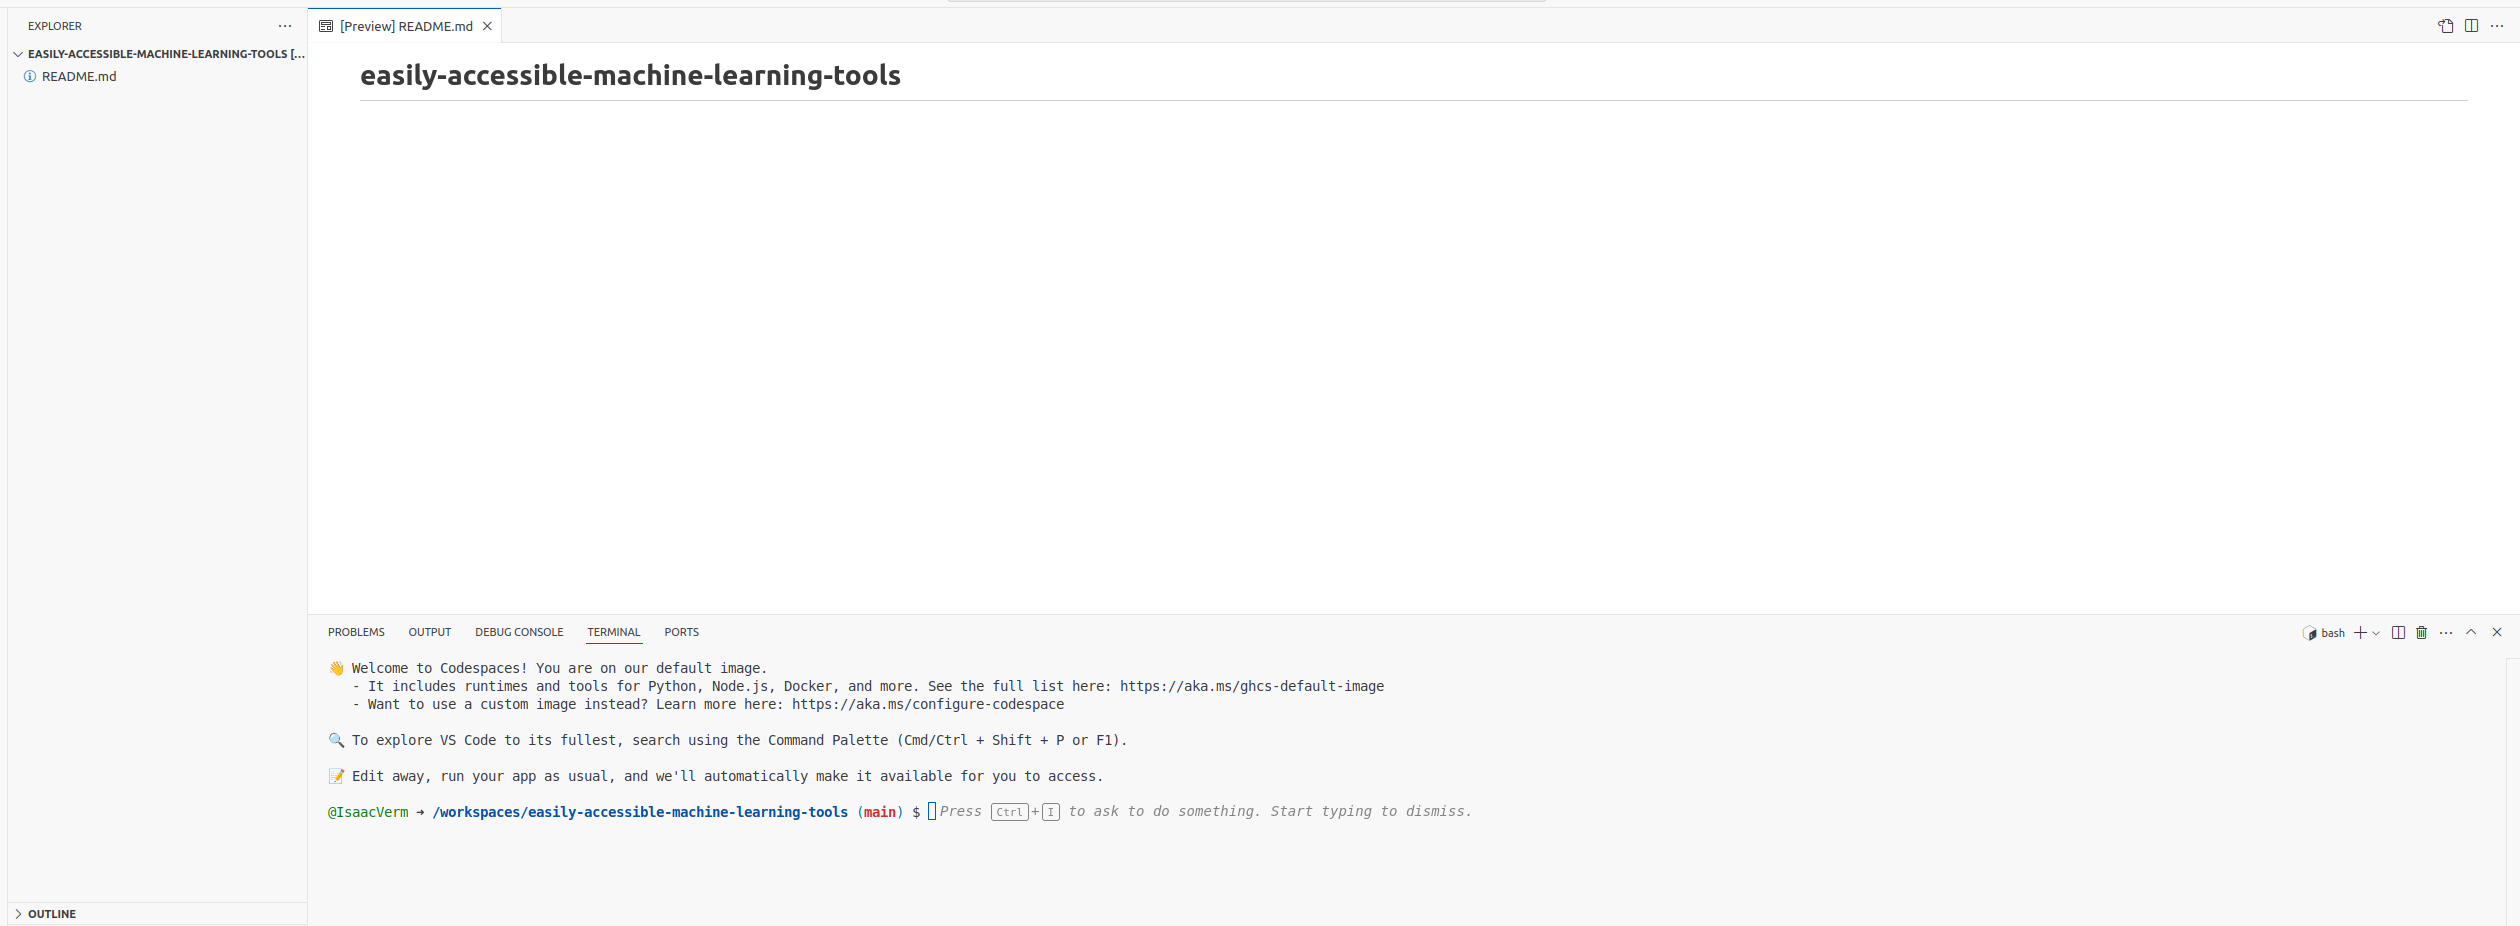 EXPLORER ...
[Preview] README.md
EASILY-ACCESSIBLE-MACHINE-LEARNING-TOOLS [...
README.md
easily-accessible-machine-learning-tools
PROBLEMS OUTPUT DEBUG CONSOLE TERMINAL PORTS
bash
👋 Welcome to Codespaces! You are on our default image.
- It includes runtimes and tools for Python, Node.js, Docker, and more. See the full list here: https://aka.ms/ghcs-default-image
- Want to use a custom image instead? Learn more here: https://aka.ms/configure-codespace
🔍 To explore VS Code to its fullest, search using the Command Palette (Cmd/Ctrl + Shift + P or F1).
📝 Edit away, run your app as usual, and we'll automatically make it available for you to access.
@IsaacVerm ➜ /workspaces/easily-accessible-machine-learning-tools (main) $ Press Ctrl+I to ask to do something. Start typing to dismiss.
OUTLINE